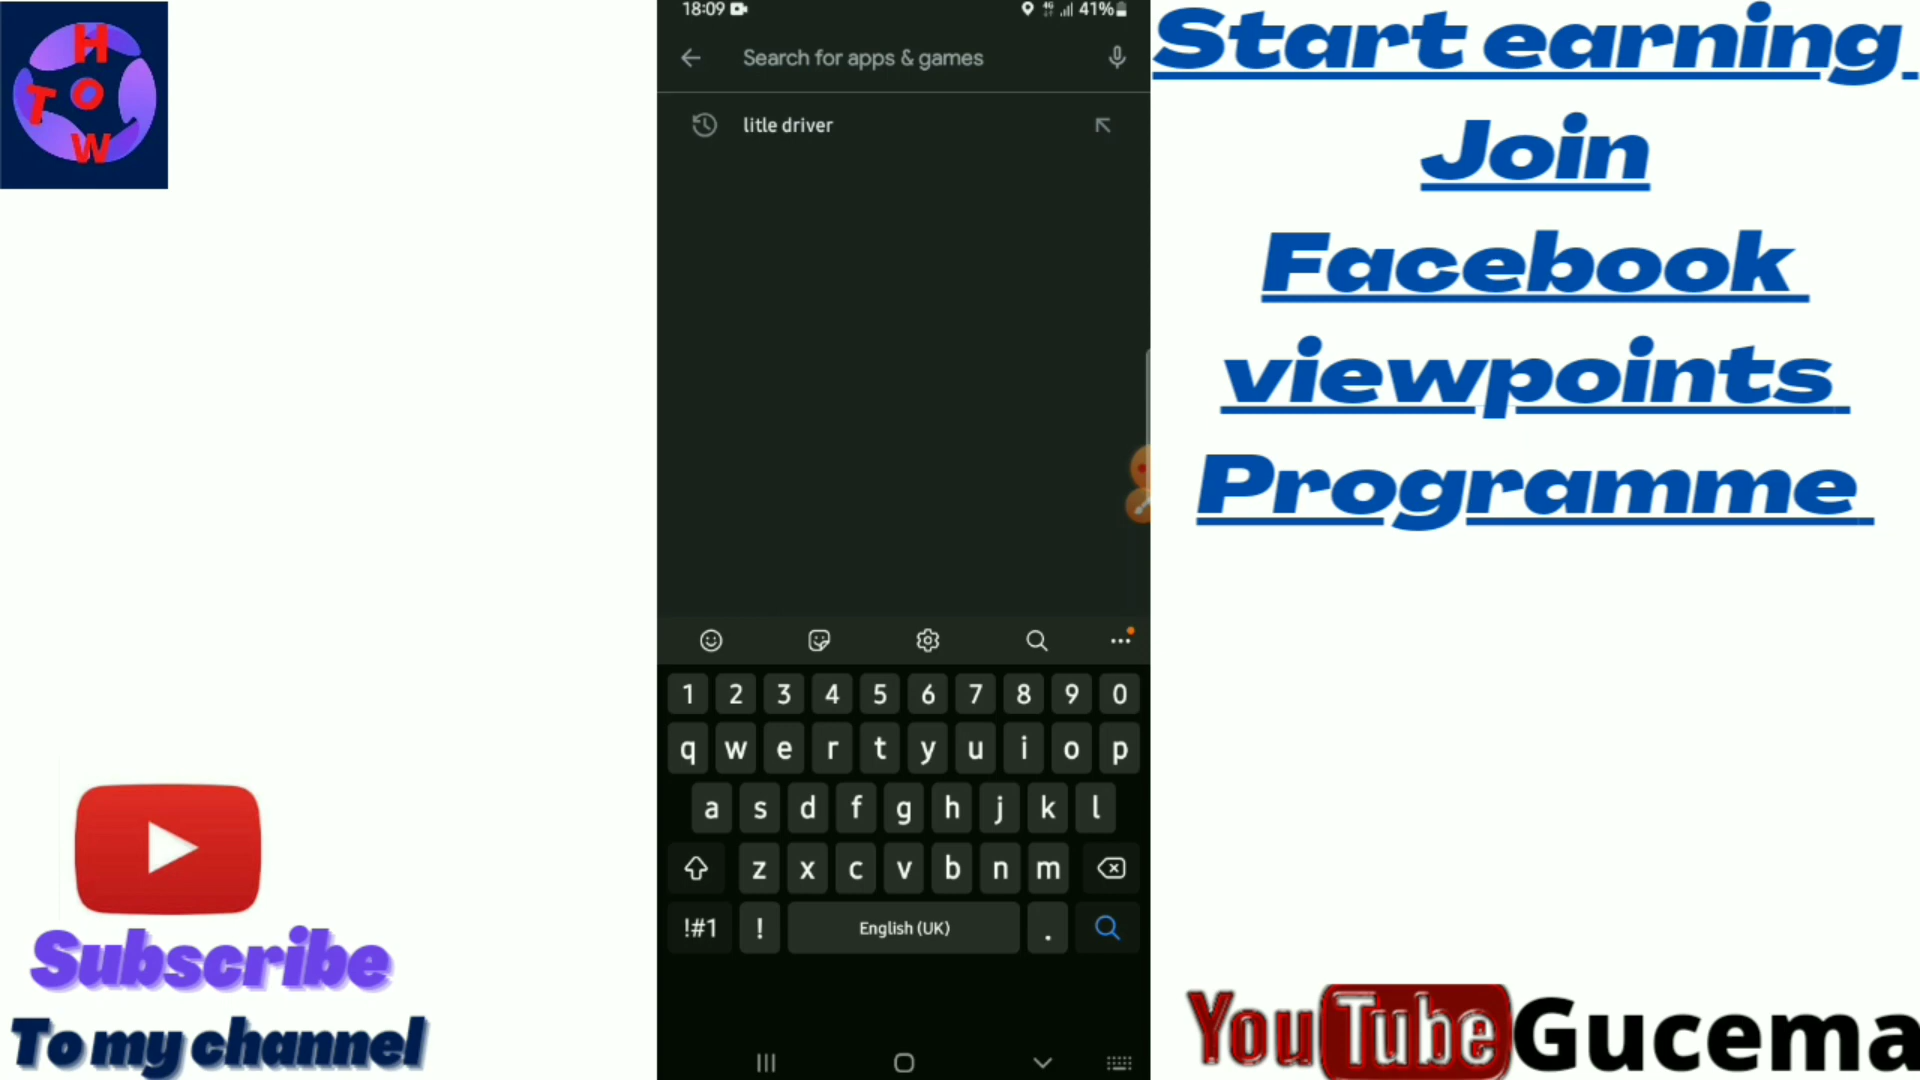 H
T O
W
18:09
4G
41%
Search for apps & games
litle driver
1 2 3 4 5 6 7 8 9 0
q w e r t y u i o p
a s d f g h j k l
z x c v b n m
!#1 ! English (UK) .
Start earning
Join
Facebook
viewpoints
Programme
Subscribe
To my channel
YouTube Gucema